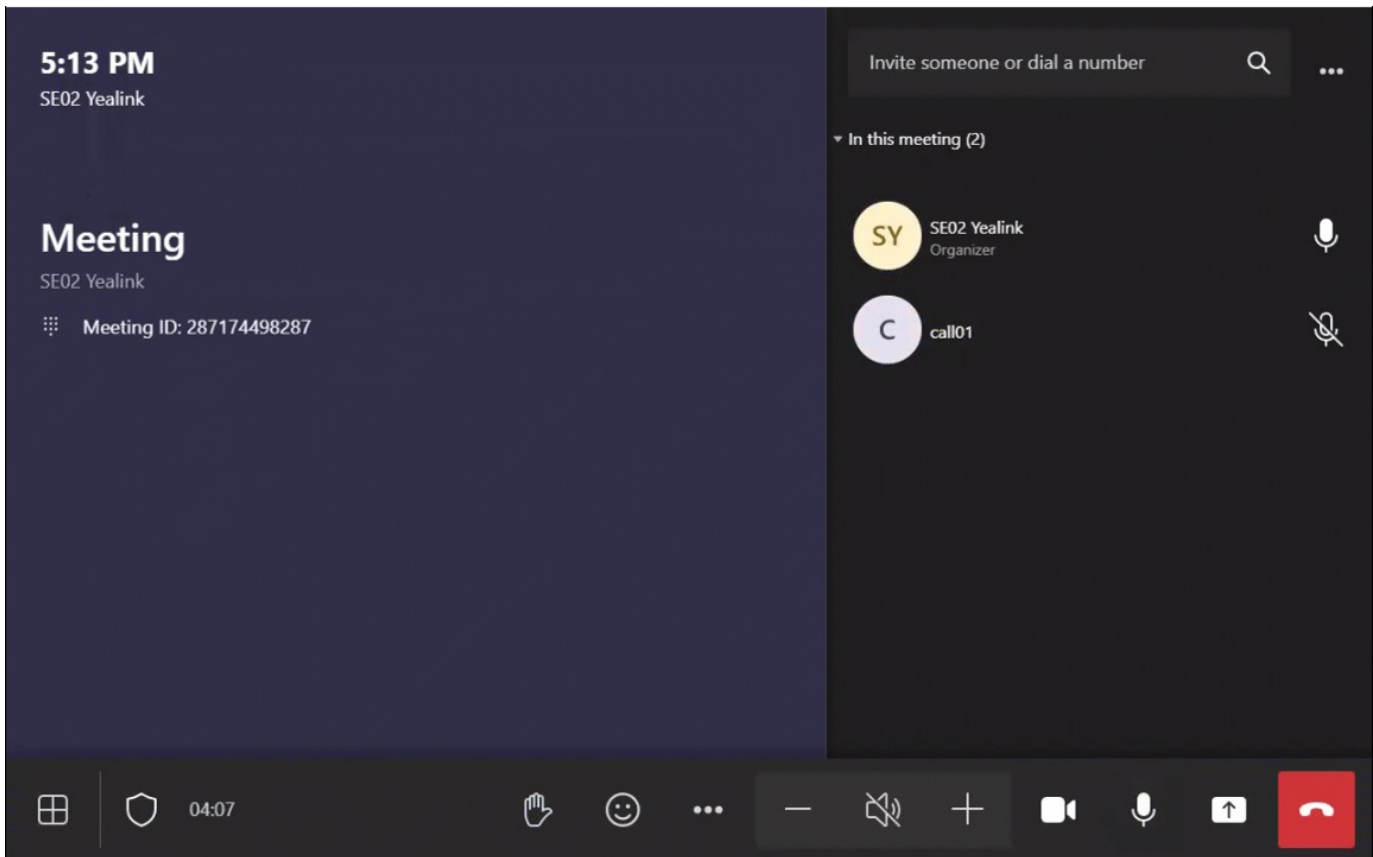 5:13 PM
SE02 Yealink
Meeting
SE02 Yealink
Meeting ID: 287174498287
Invite someone or dial a number
In this meeting (2)
SY
SE02 Yealink
Organizer
C
call01
04:07